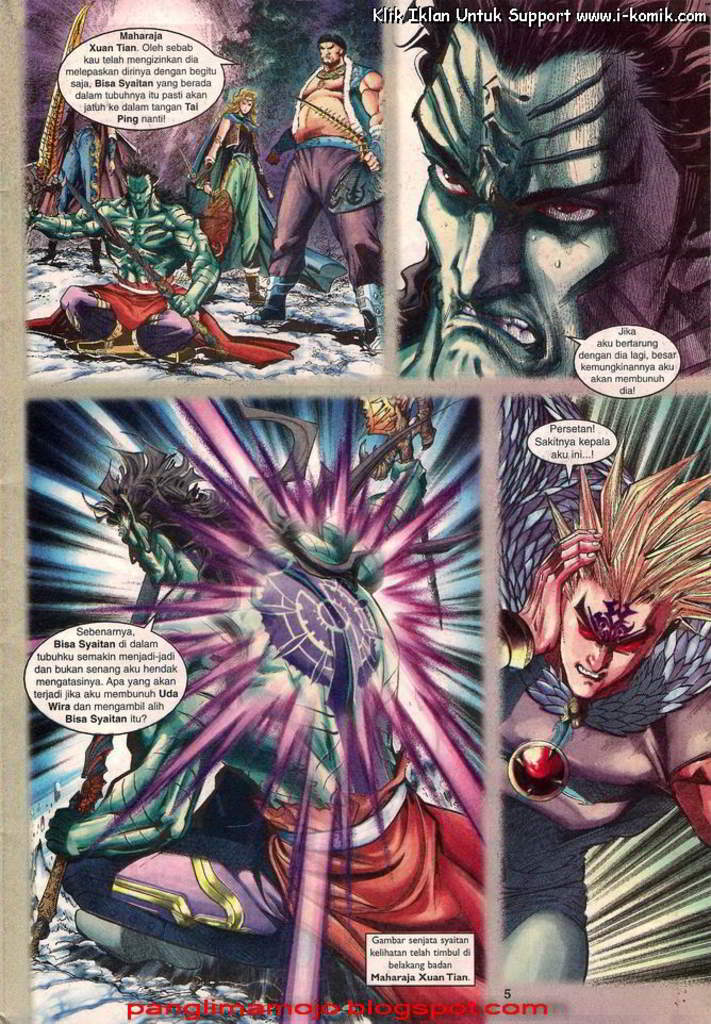 Klik Iklan Untuk Support www.i-komik.com
Maharaja
Xuan Tian. Oleh sebab
kau telah mengizinkan dia
melepaskan dirinya dengan begitu
saja, Bisa Syaitan yang berada
dalam tubuhnya itu pasti akan
jatuh ke dalam tangan Tai
Ping nanti!
Jika
aku bertarung
dengan dia lagi, besar
kemungkinannya aku
akan membunuh
dia!
Sebenarnya,
Bisa Syaitan di dalam
tubuhku semakin menjadi-jadi
dan bukan senang aku hendak
mengatasinya. Apa yang akan
terjadi jika aku membunuh Uda
Wira dan mengambil alih
Bisa Syaitan itu?
Persetan!
Sakitnya kepala
aku ini...!
Gambar senjata syaitan
kelihatan telah timbul di
belakang badan
Maharaja Xuan Tian.
5
panglimamojo.blogspot.com